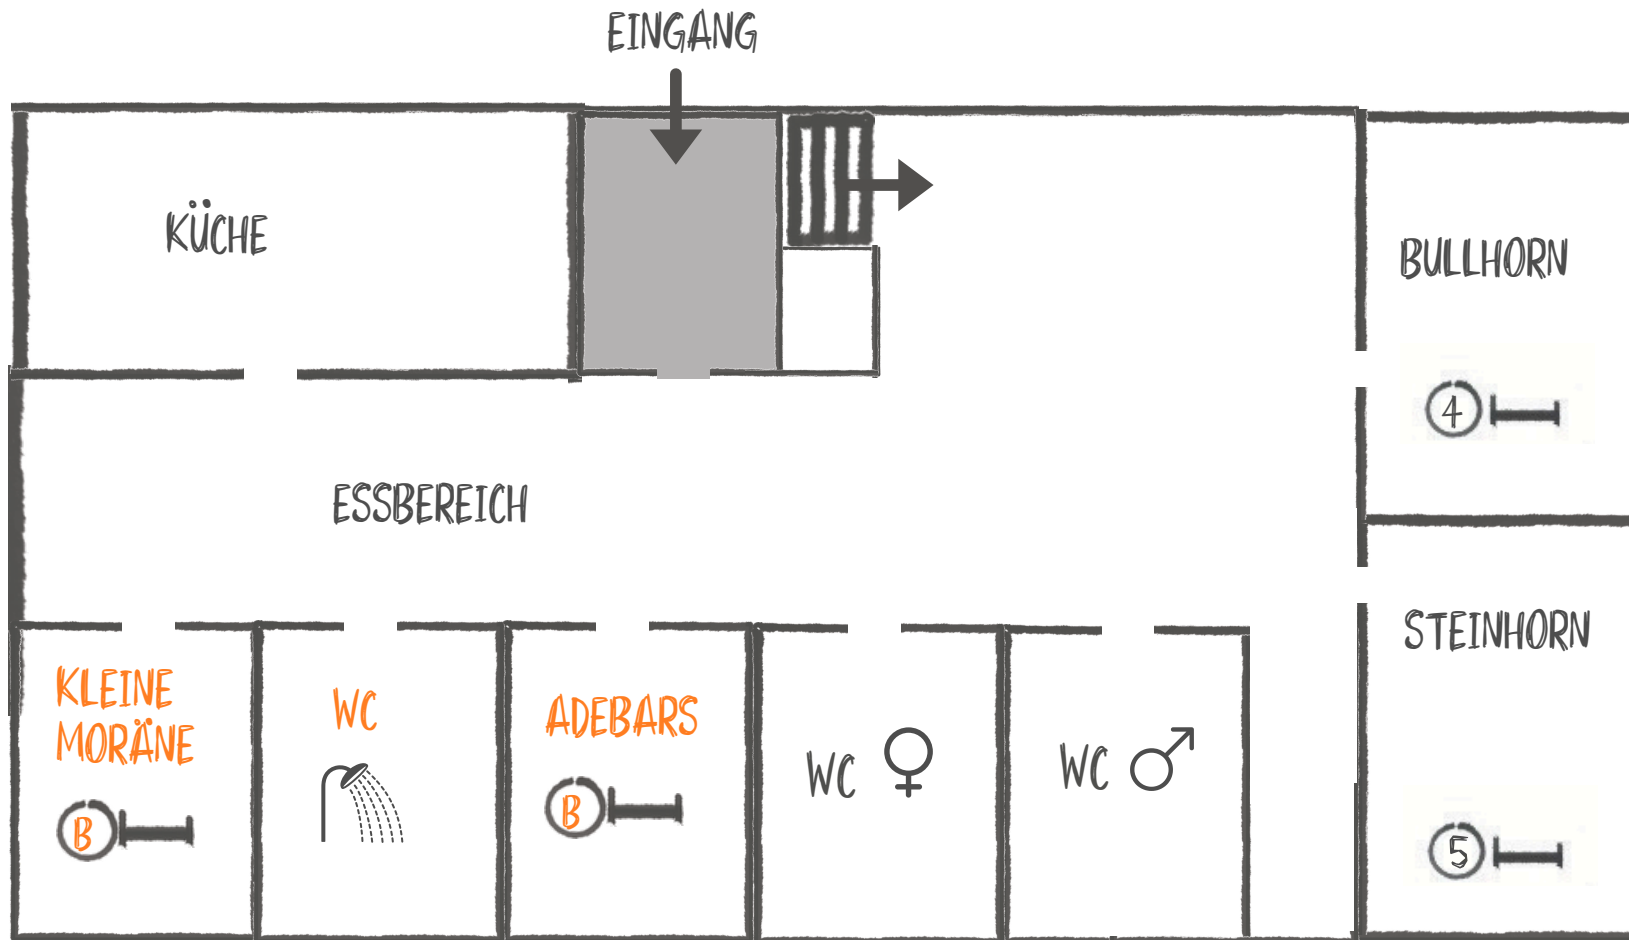 EINGANG
KÜCHE
BULLHORN
4
ESSBEREICH
STEINHORN
5
KLEINE
MORÄNE
B
WC
ADEBARS
B
WC
WC